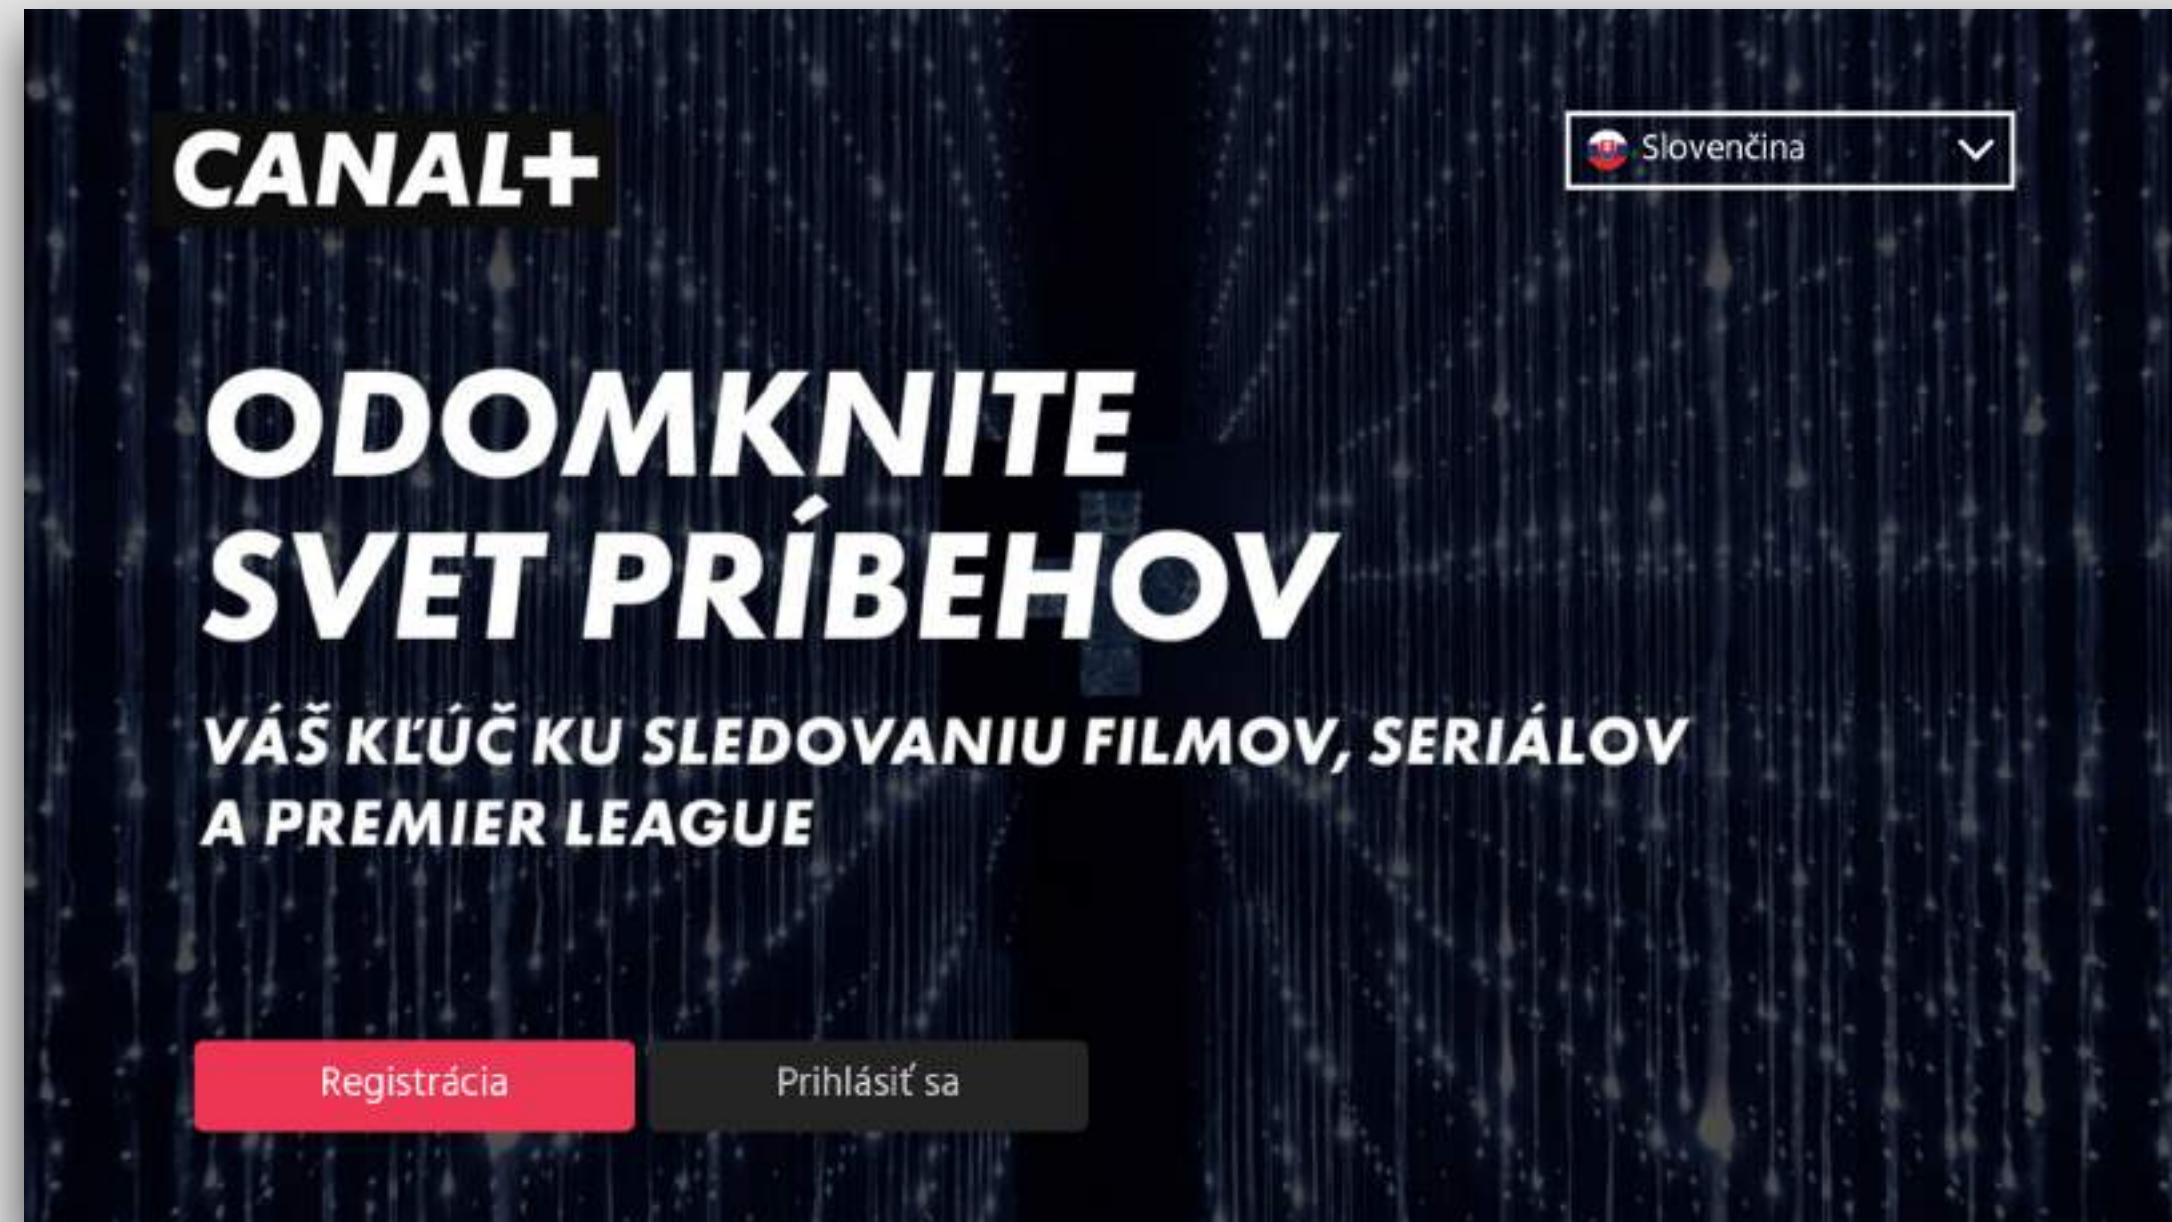 CANAL+
Slovenčina
ODOMKNITE
SVET PRÍBEHOV
VÁŠ KĽÚČ KU SLEDOVANIU FILMOV, SERIÁLOV
A PREMIER LEAGUE
Registrácia
Prihlásiť sa